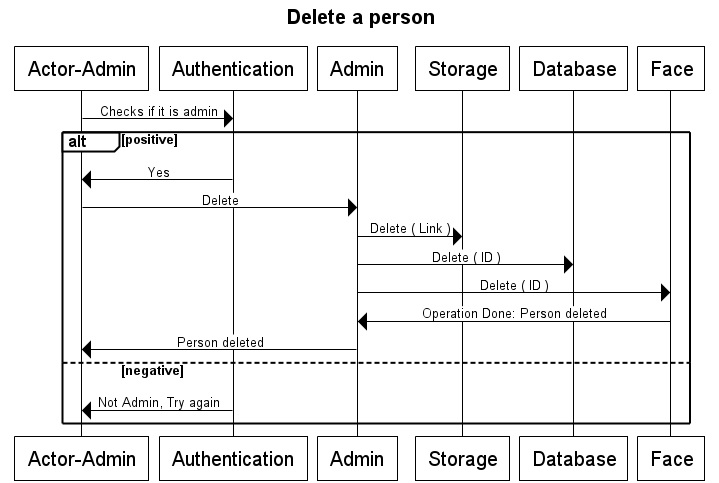 Delete a person
Actor-Admin Authentication Admin Storage Database Face
Checks if it is admin
alt [positive]
Yes
Delete
Delete ( Link )
Delete ( ID )
Delete ( ID )
Operation Done: Person deleted
Person deleted
[negative]
Not Admin, Try again
Actor-Admin Authentication Admin Storage Database Face